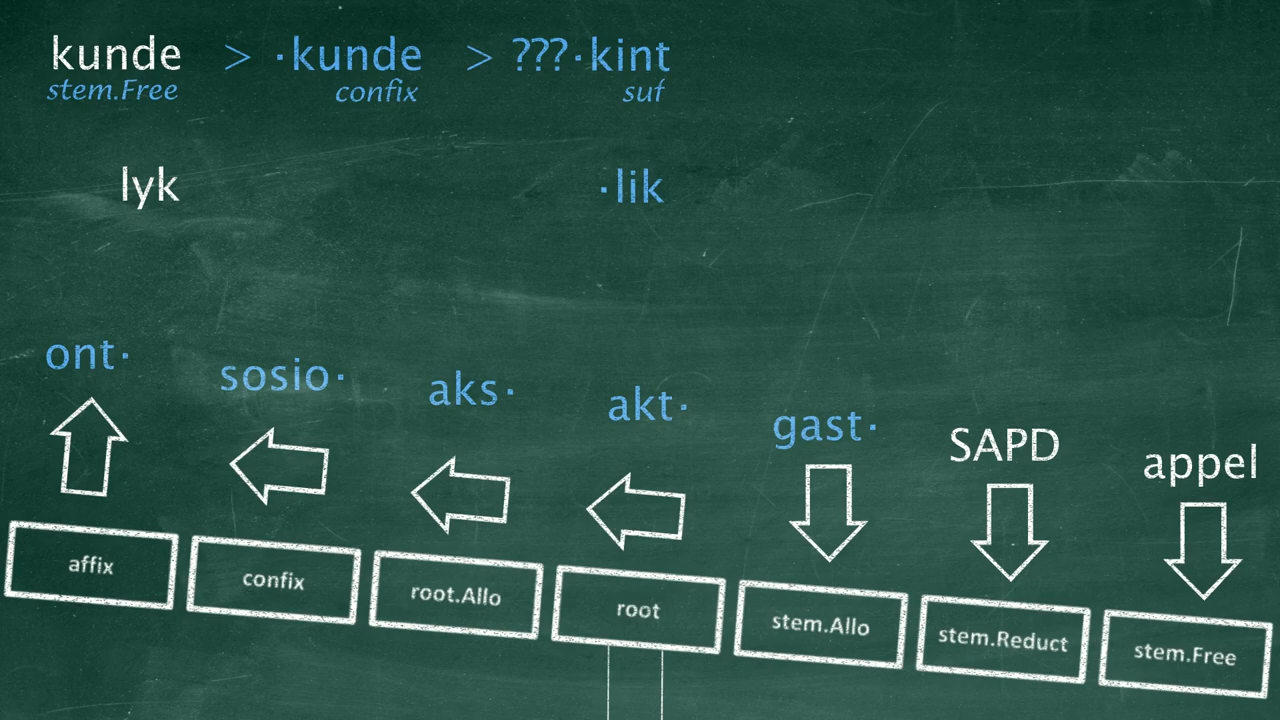 kunde > ·kunde > ???·kint
stem.Free confix suf
lyk ·lik
ont· sosio· aks· akt· gast· SAPD appel
affix confix root.Allo root stem.Allo stem.Reduct stem.Free